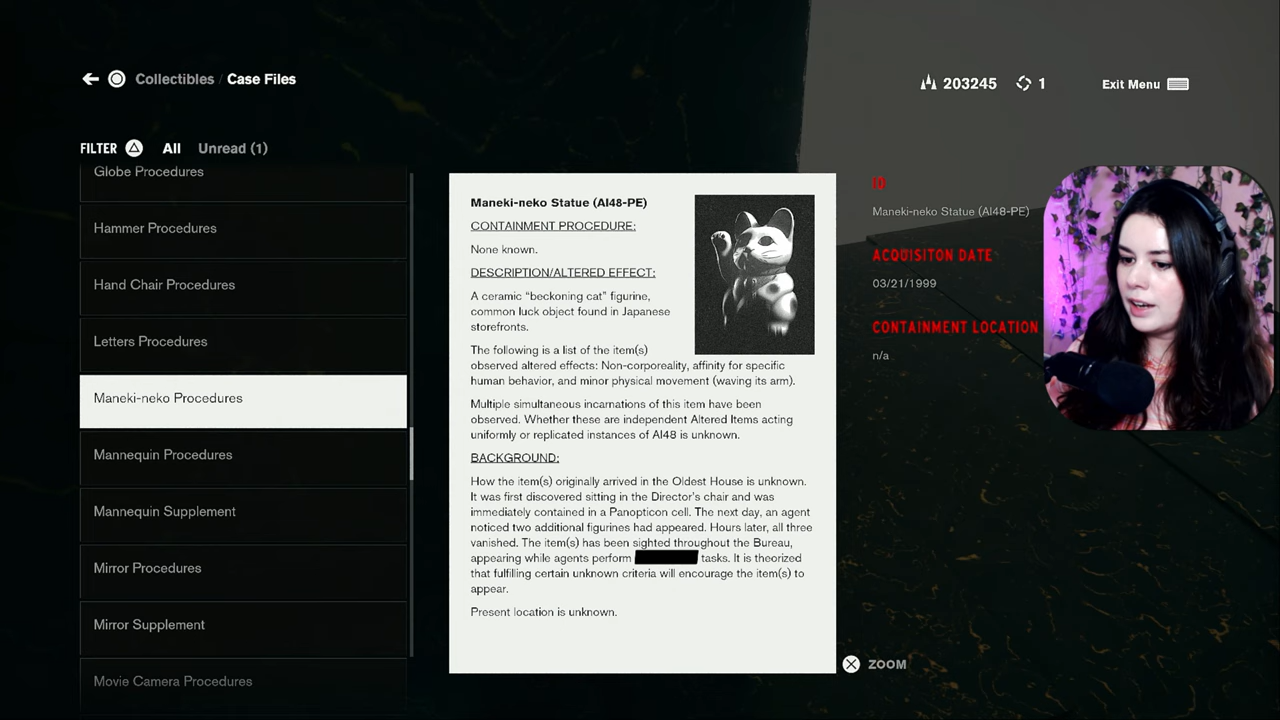 Collectibles / Case Files
203245
1
Exit Menu
FILTER All Unread (1)
Globe Procedures
Hammer Procedures
Hand Chair Procedures
Letters Procedures
Maneki-neko Procedures
Mannequin Procedures
Mannequin Supplement
Mirror Procedures
Mirror Supplement
Movie Camera Procedures
Maneki-neko Statue (AI48-PE)
CONTAINMENT PROCEDURE:
None known.
DESCRIPTION/ALTERED EFFECT:
A ceramic “beckoning cat” figurine,
common luck object found in Japanese
storefronts.
The following is a list of the item(s)
observed altered effects: Non-corporeality, affinity for specific
human behavior, and minor physical movement (waving its arm).
Multiple simultaneous incarnations of this item have been
observed. Whether these are independent Altered Items acting
uniformly or replicated instances of AI48 is unknown.
BACKGROUND:
How the item(s) originally arrived in the Oldest House is unknown.
It was first discovered sitting in the Director's chair and was
immediately contained in a Panopticon cell. The next day, an agent
noticed two additional figurines had appeared. Hours later, all three
vanished. The item(s) has been sighted throughout the Bureau,
appearing while agents perform tasks. It is theorized
that fulfilling certain unknown criteria will encourage the item(s) to
appear.
Present location is unknown.
ZOOM
ID
Maneki-neko Statue (AI48-PE)
ACQUISITON DATE
03/21/1999
CONTAINMENT LOCATION
n/a